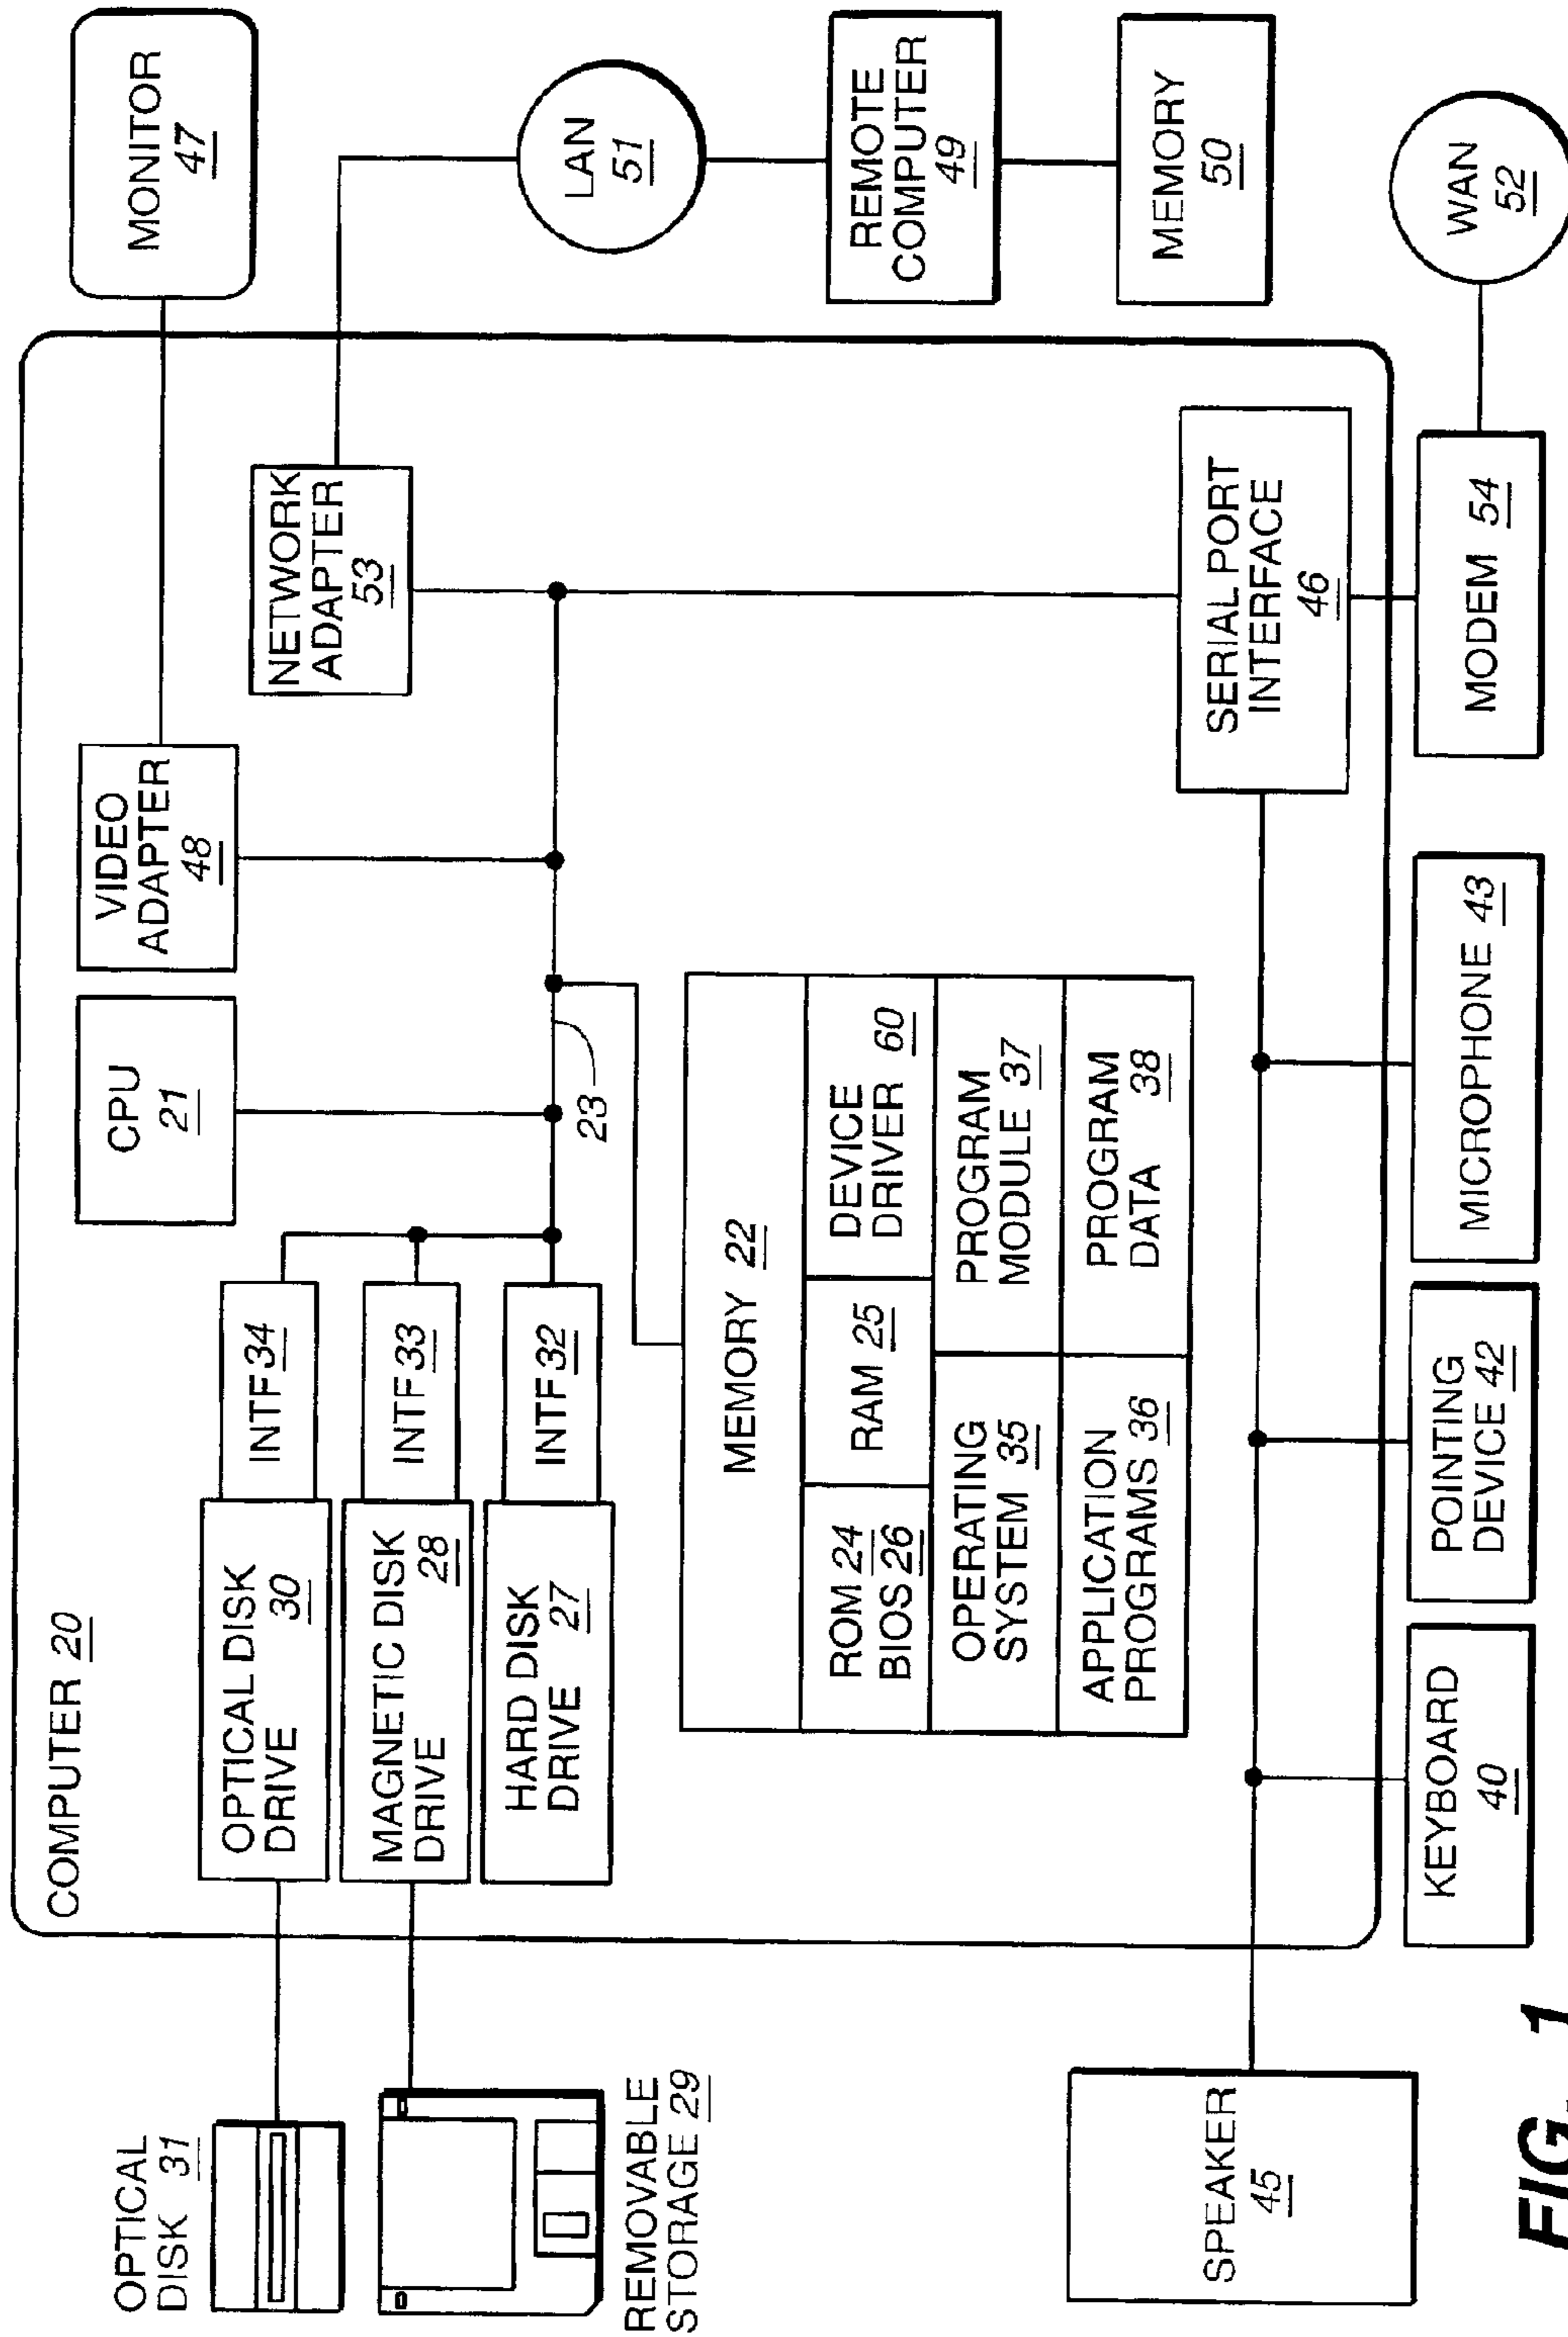 COMPUTER 20
MONITOR
47
VIDEO
ADAPTER
48
CPU
21
NETWORK
ADAPTER
53
OPTICAL DISK
DRIVE 30
INTF 34
MAGNETIC DISK
DRIVE 28
INTF 33
HARD DISK
DRIVE 27
INTF 32
23
OPTICAL
DISK 31
REMOVABLE
STORAGE 29
LAN
51
REMOTE
COMPUTER
49
MEMORY
50
MEMORY 22
ROM 24
BIOS 26
RAM 25
DEVICE
DRIVER 60
OPERATING
SYSTEM 35
PROGRAM
MODULE 37
APPLICATION
PROGRAMS 36
PROGRAM
DATA 38
SERIAL PORT
INTERFACE
46
SPEAKER
45
KEYBOARD
40
POINTING
DEVICE 42
MICROPHONE 43
MODEM 54
WAN
52
FIG. 1